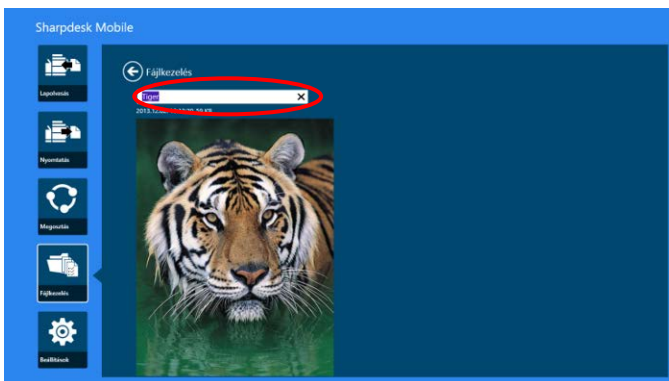 Sharpdesk Mobile
Lapolvasás
Fájlkezelés
Tiger
Nyomtatás
Megosztás
Fájlkezelés
Beállítások